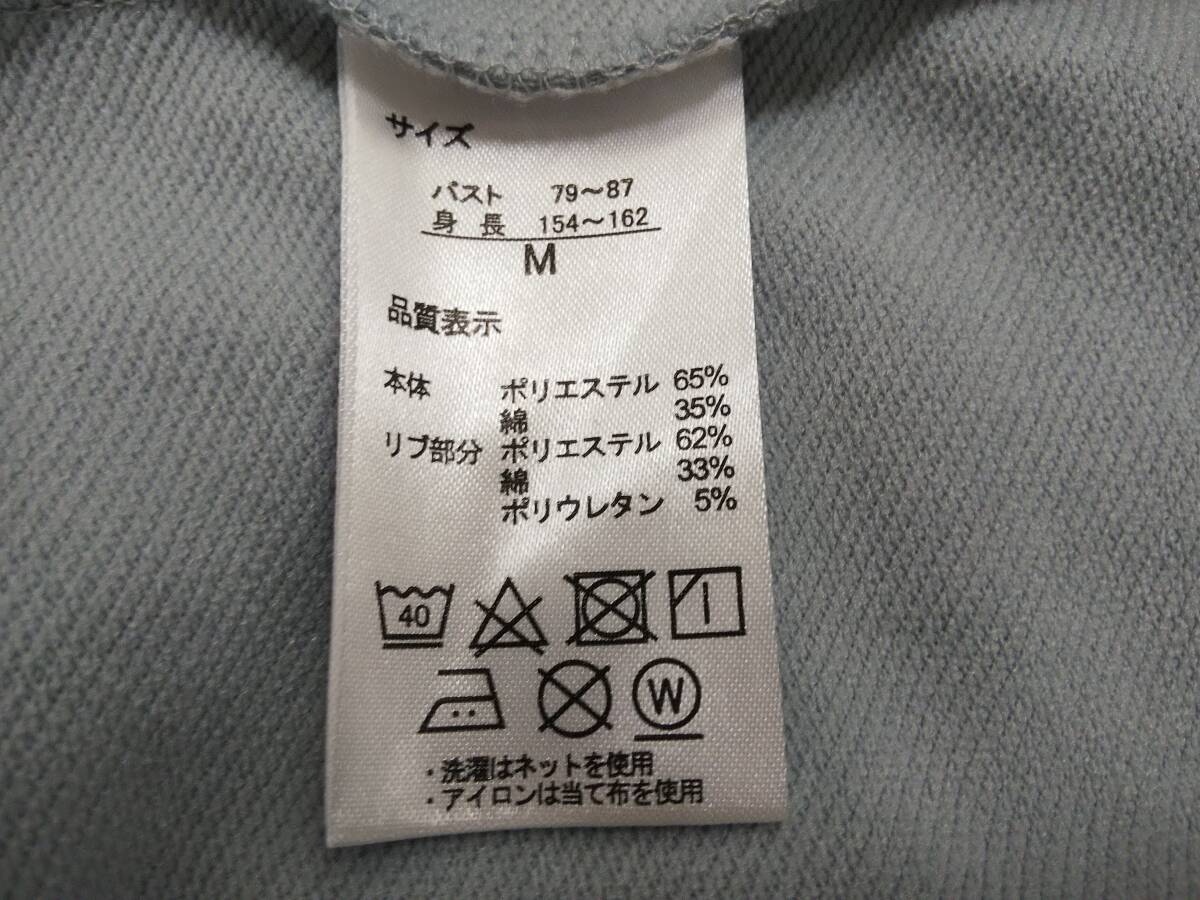 サイズ
バスト 79～87
身長 154～162
M
品質表示
本体 ポリエステル 65%
綿 35%
リブ部分 ポリエステル 62%
綿 33%
ポリウレタン 5%
40
W
・洗濯はネットを使用
・アイロンは当て布を使用